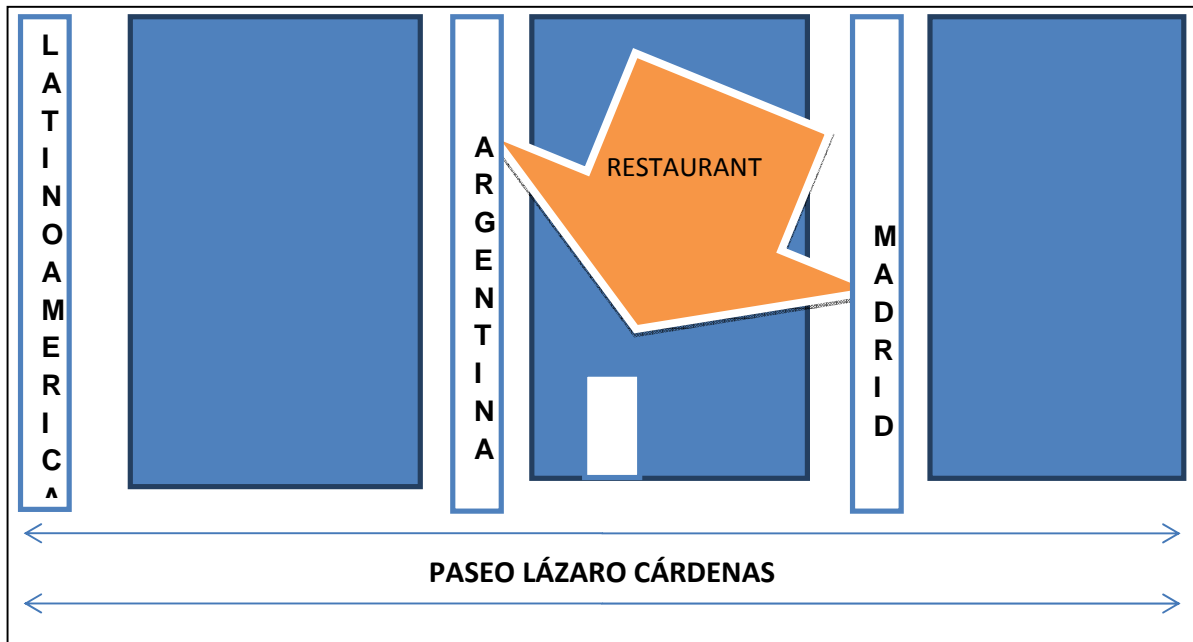 LATINOAMERICA
ARGENTINA
RESTAURANT
MADRID
PASEO LÁZARO CÁRDENAS